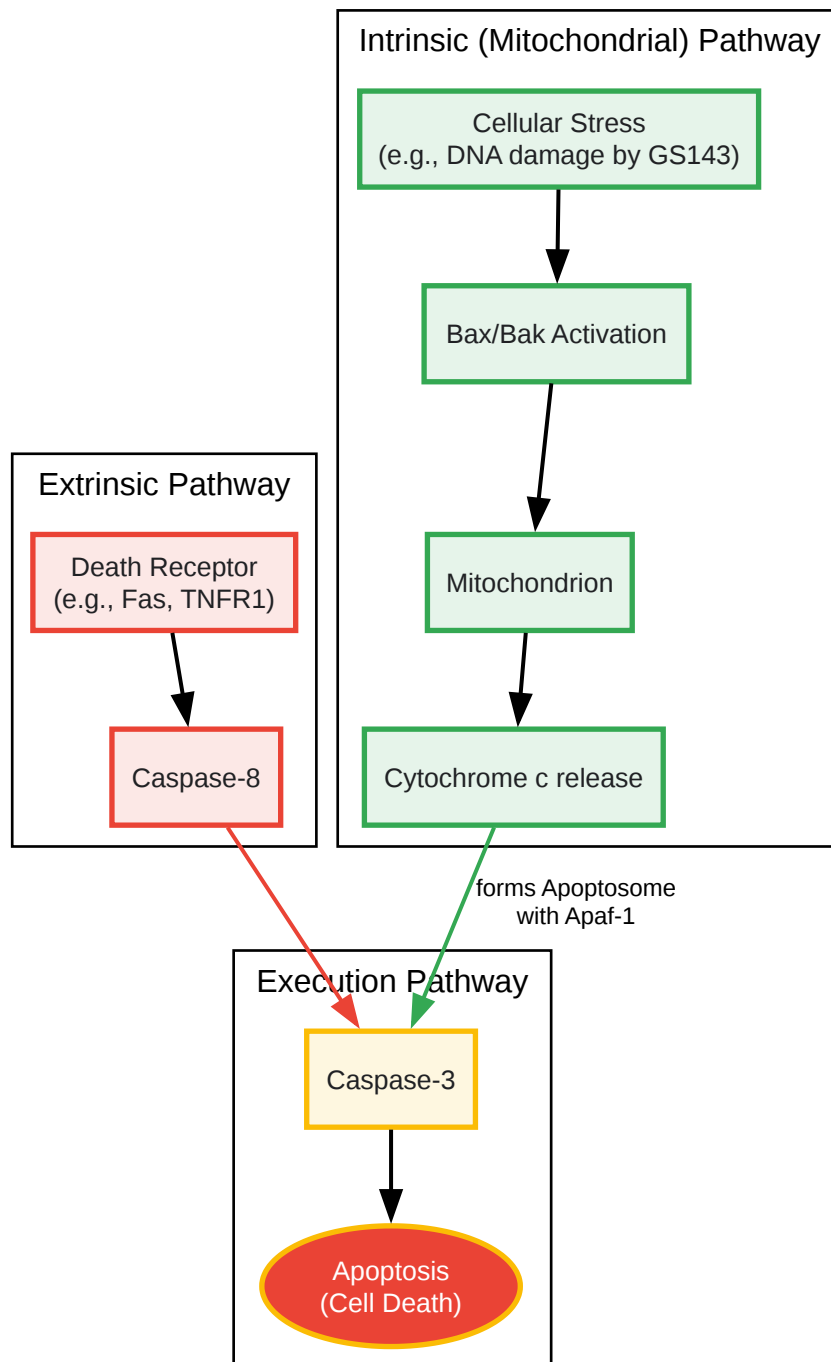 Intrinsic (Mitochondrial) Pathway
Cellular Stress
(e.g., DNA damage by GS143)
Bax/Bak Activation
Extrinsic Pathway
Death Receptor
(e.g., Fas, TNFR1)
Mitochondrion
Caspase-8
Cytochrome c release
forms Apoptosome
with Apaf-1
Execution Pathway
Caspase-3
Apoptosis
(Cell Death)